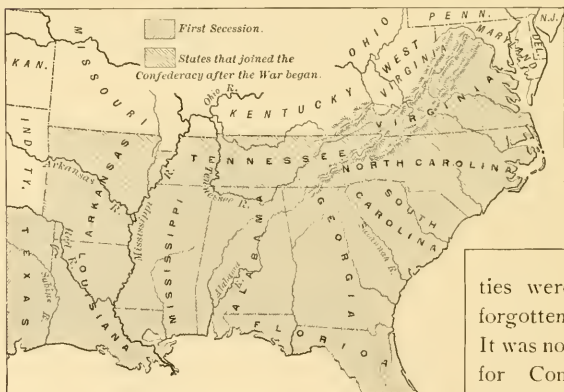 First Secession.
States that joined the
Confederacy after the War began.
PENN.
N.J.
OHIO
MARYLAND
DEL.
WEST
VIRGINIA
KAN.
MISSOURI
Ohio R.
KENTUCKY
VIRGINIA
IND. TY.
Arkansas R.
ARKANSAS
TENNESSEE
Tennessee R.
NORTH CAROLINA
SOUTH
CAROLINA
Savannah R.
Mississippi R.
MISSISSIPPI
ALABAMA
Alabama R.
GEORGIA
TEXAS
Red R.
Sabine R.
LOUISIANA
FLORIDA
ties were
forgotten
It was no
for Con